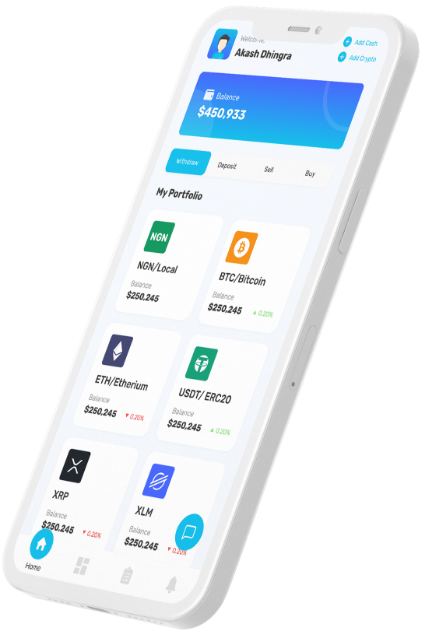 Welco
Akash Dhingra
Add Cash
Add Crypto
Balance
$450,933
Withdraw
Deposit
Sell
Buy
My Portfolio
NGN
NGN/Local
Balance
$250,245
BTC/Bitcoin
Balance
$250,245 ▲ 0.20%
ETH/Etherium
Balance
$250,245 ▼ 0.20%
USDT/ ERC20
Balance
$250,245 ▲ 0.20%
XRP
Balance
$250,245 ▼ 0.20%
XLM
Balance
$250,245 ▼ 0.20%
Home